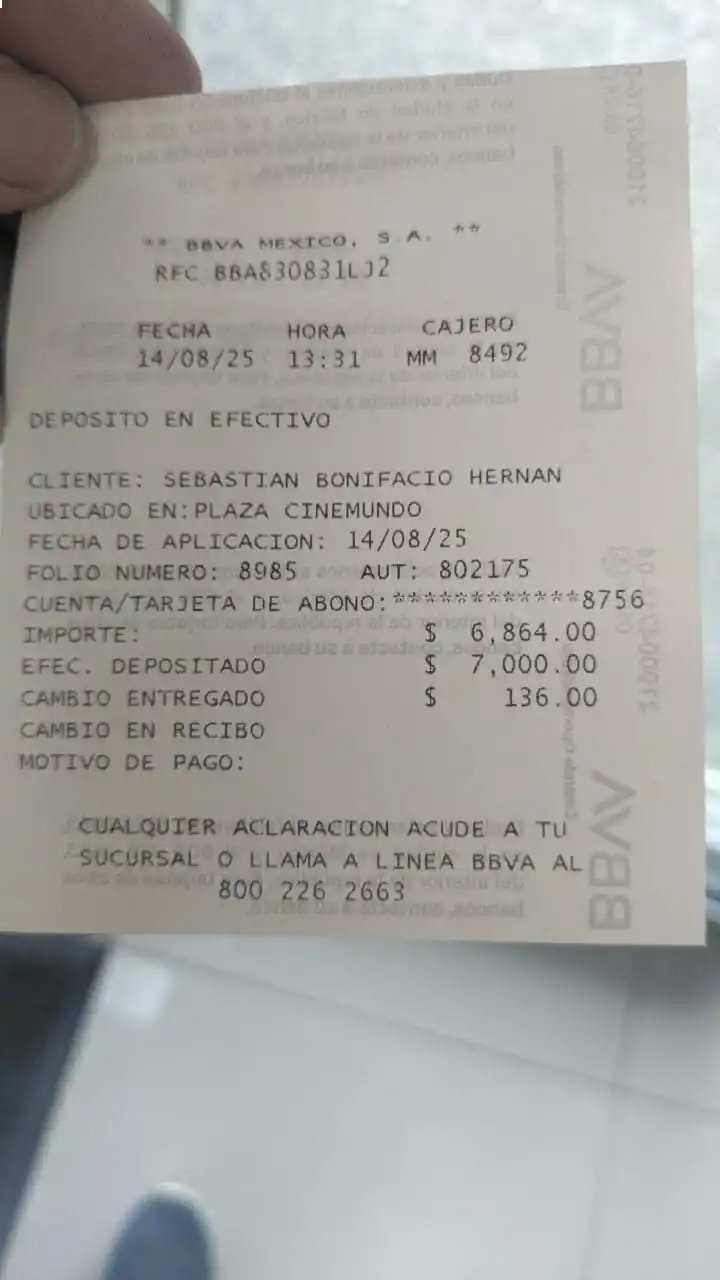 ** BBVA MEXICO, S.A. **
RFC BBA830831LJ2
FECHA HORA CAJERO
14/08/25 13:31 MM 8492
DEPOSITO EN EFECTIVO
CLIENTE: SEBASTIAN BONIFACIO HERNAN
UBICADO EN:PLAZA CINEMUNDO
FECHA DE APLICACION: 14/08/25
FOLIO NUMERO: 8985 AUT: 802175
CUENTA/TARJETA DE ABONO:************8756
IMPORTE: $ 6,864.00
EFEC. DEPOSITADO $ 7,000.00
CAMBIO ENTREGADO $ 136.00
CAMBIO EN RECIBO
MOTIVO DE PAGO:
CUALQUIER ACLARACION ACUDE A TU
SUCURSAL O LLAMA A LINEA BBVA AL
800 226 2663
BBVA
BBVA